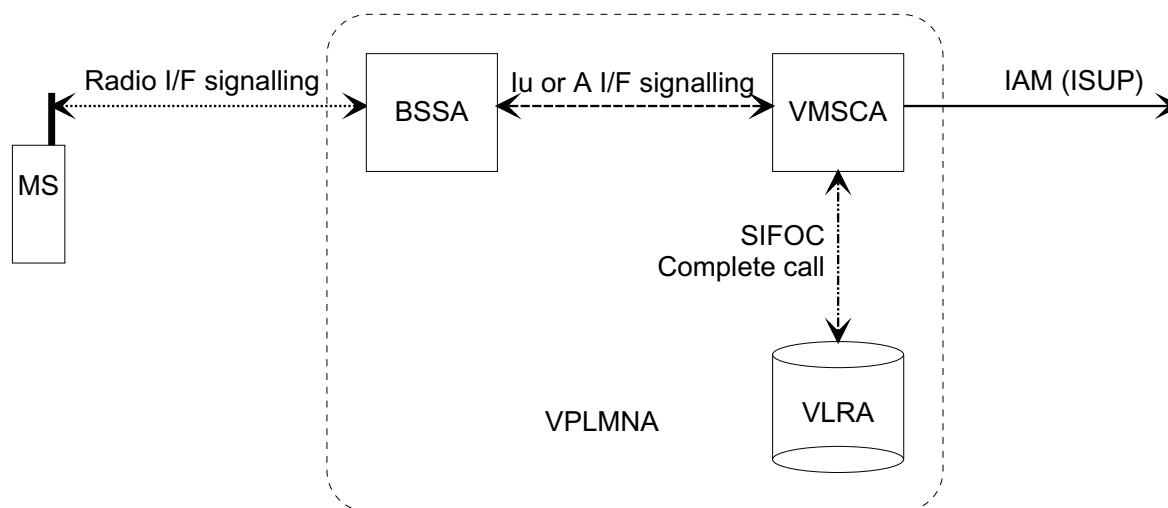 Radio I/F signalling
Iu or A I/F signalling
IAM (ISUP)
BSSA
VMSCA
MS
SIFOC
Complete call
VPLMNA
VLRA